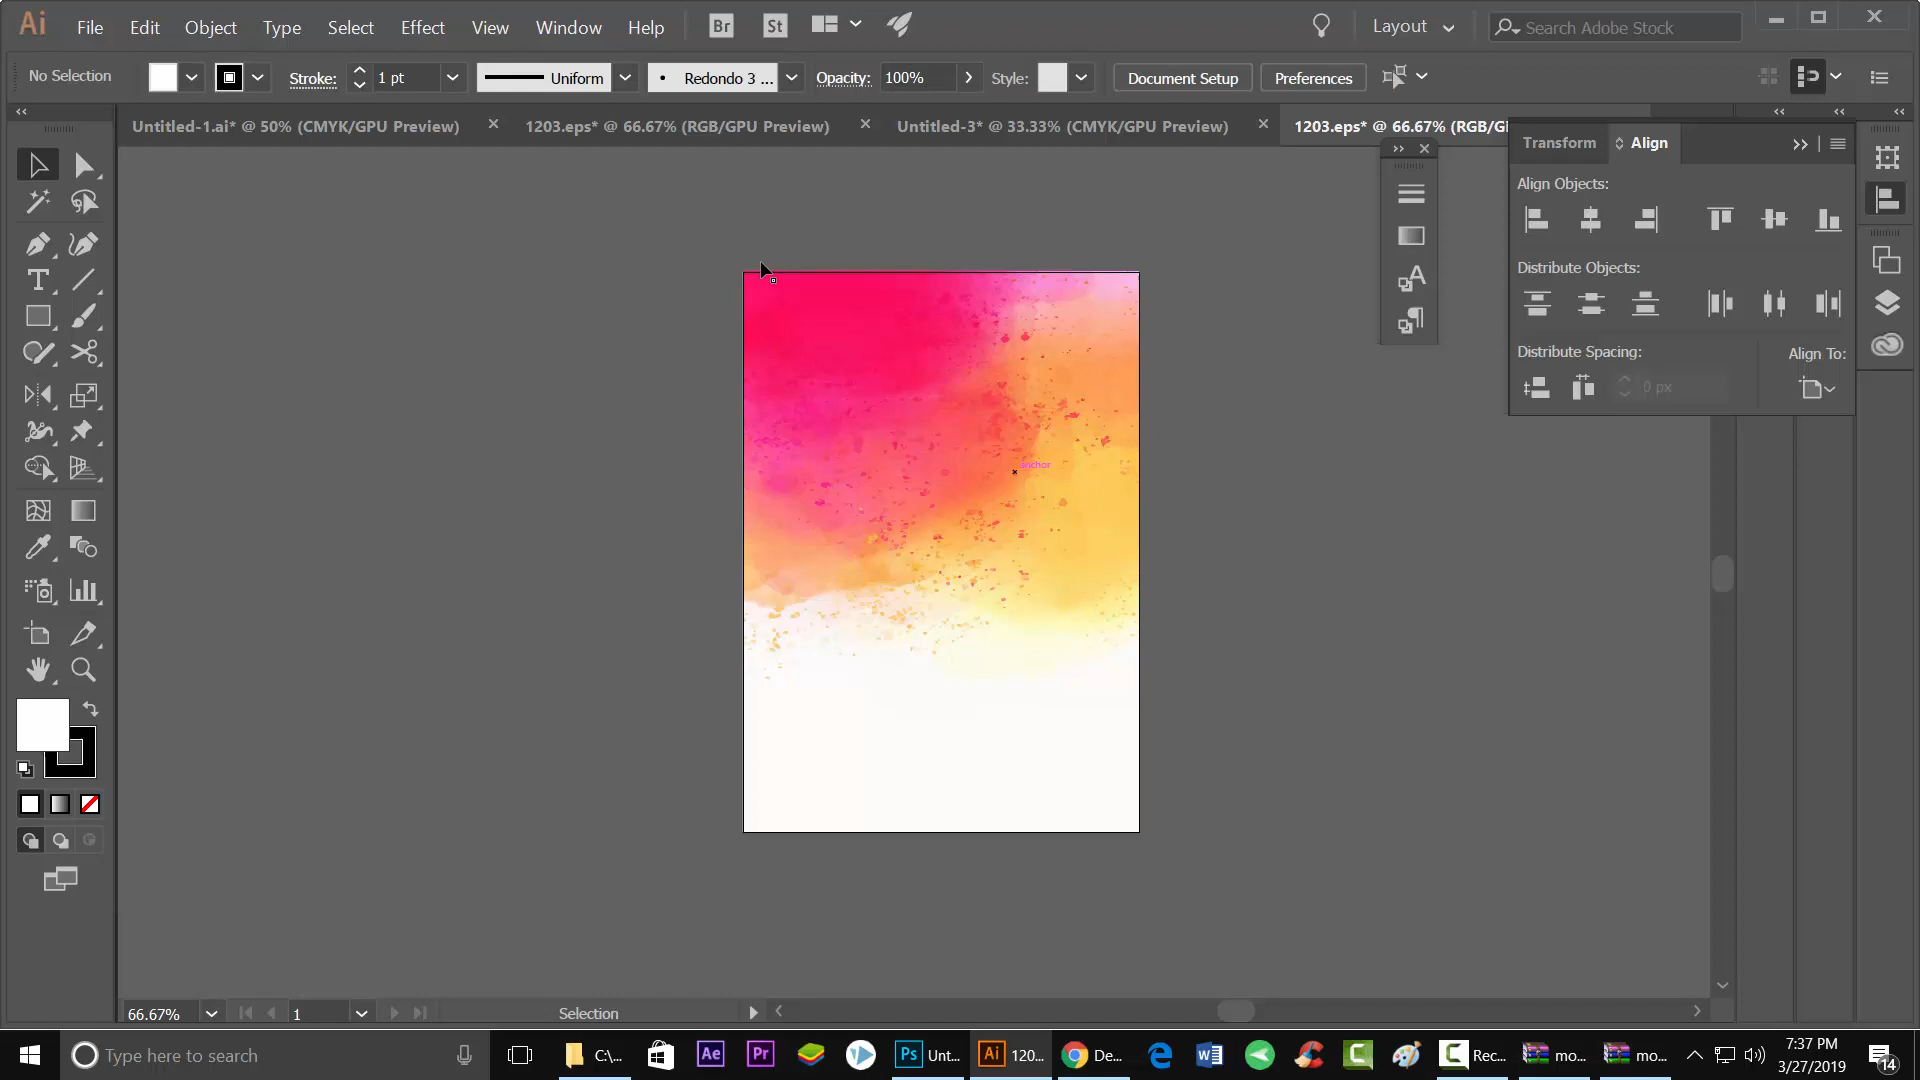 Ai File Edit Object Type Select Effect View Window Help Br St Layout Search Adobe Stock
No Selection Stroke: 1 pt Uniform Redondo 3 ... Opacity: 100% Style: Document Setup Preferences
Untitled-1.ai* @ 50% (CMYK/GPU Preview) 1203.eps* @ 66.67% (RGB/GPU Preview) Untitled-3* @ 33.33% (CMYK/GPU Preview) 1203.eps* @ 66.67% (RGB/G
Transform Align
Align Objects:
Distribute Objects:
Distribute Spacing: Align To:
0 px
anchor
66.67% 1 Selection
Type here to search C:\... Ae Pr Ps Unt... Ai 120... De... Rec... mo... mo... 7:37 PM
3/27/2019 14